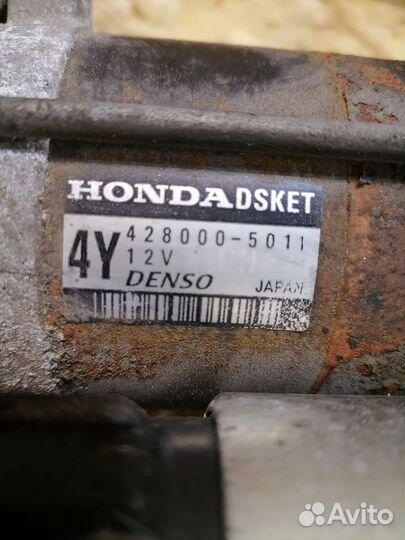 HONDA DSKET
4Y 428000-5011
12V
DENSO JAPAN
Avito